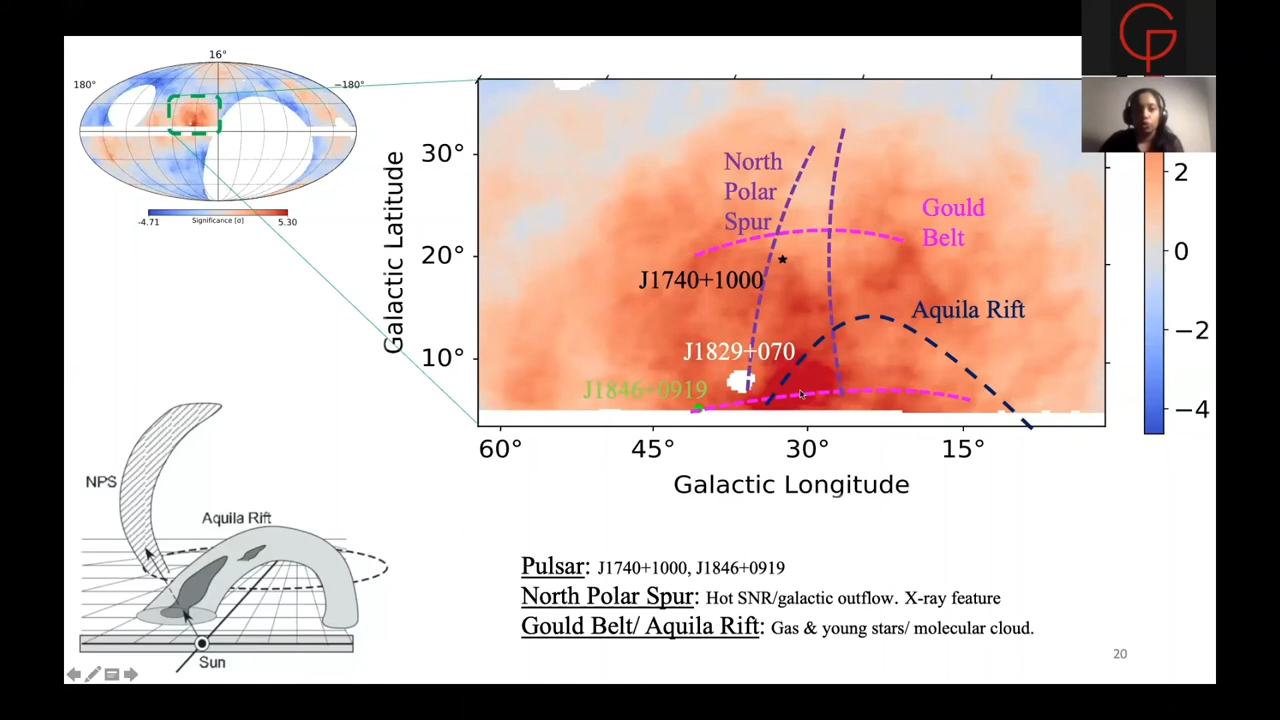 16°
180°
−180°
-4.71
Significance [σ]
5.30
Galactic Latitude
30°
20°
10°
North
Polar
Spur
Gould
Belt
J1740+1000
Aquila Rift
J1829+070
J1846+0919
60°
45°
30°
15°
Galactic Longitude
2
0
−2
−4
NPS
Aquila Rift
Sun
Pulsar: J1740+1000, J1846+0919
North Polar Spur: Hot SNR/galactic outflow. X-ray feature
Gould Belt/ Aquila Rift: Gas & young stars/ molecular cloud.
20